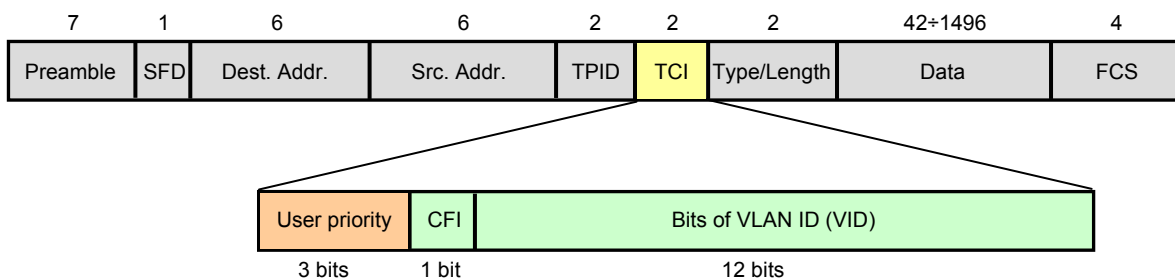 7 1 6 6 2 2 2 42÷1496 4
Preamble SFD Dest. Addr. Src. Addr. TPID TCI Type/Length Data FCS
User priority CFI Bits of VLAN ID (VID)
3 bits 1 bit 12 bits